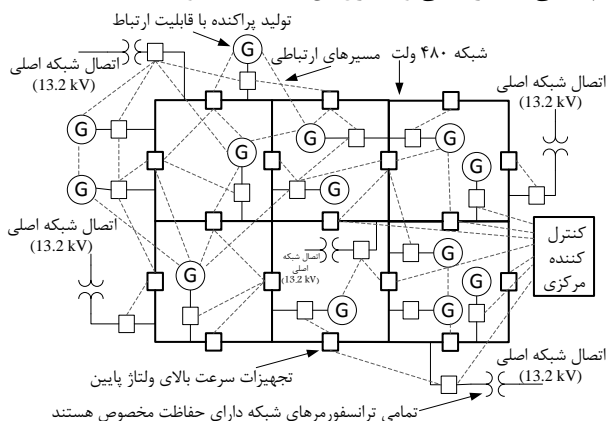 تولید پراکنده با قابلیت ارتباط
مسیرهای ارتباطی
شبکه ۴۸۰ ولت
اتصال شبکه اصلی
(13.2 kV)
اتصال شبکه اصلی
(13.2 kV)
G
G
G
G
G
G
G
G
اتصال شبکه اصلی
(13.2 kV)
اتصال شبکه
اصلی
(13.2 kV)
کنترل
کننده
مرکزی
G
G
G
G
G
اتصال شبکه اصلی
(13.2 kV)
تجهیزات سرعت بالای ولتاژ پایین
تمامی ترانسفورمرهای شبکه دارای حفاظت مخصوص هستند